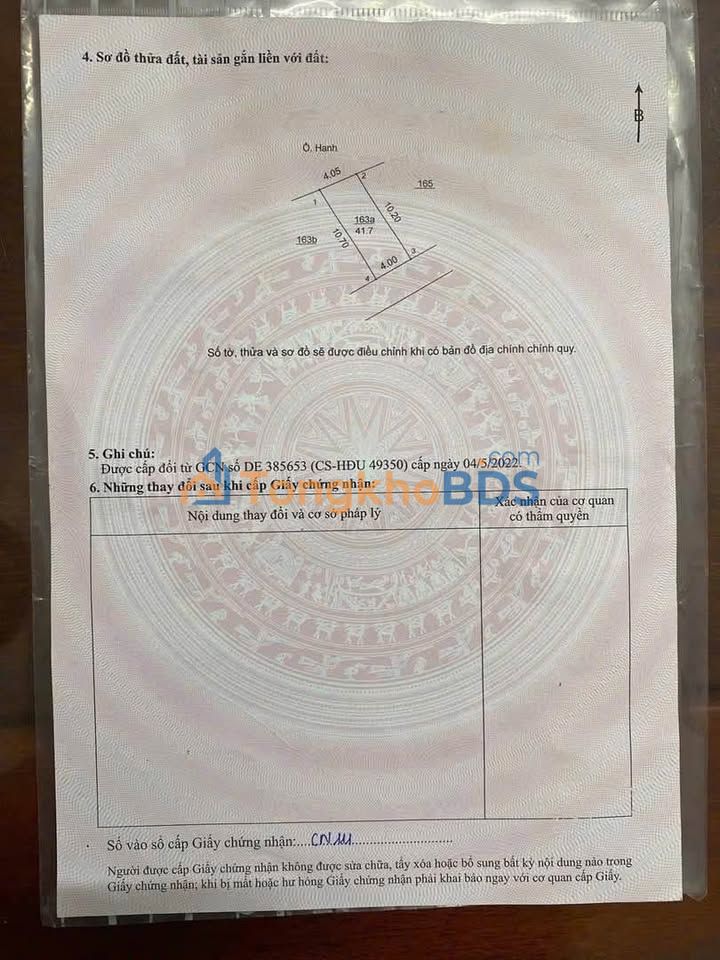 4. Sơ đồ thửa đất, tài sản gắn liền với đất:
B
Ô. Hanh
4.05
1
2
165
163a
41.7
10.20
10.70
163b
4.00
3
4
Số tờ, thửa và sơ đồ sẽ được điều chỉnh khi có bản đồ địa chính chính quy.
5. Ghi chú:
Được cấp đổi từ GCN số DE 385653 (CS-HĐU 49350) cấp ngày 04/5/2022.
6. Những thay đổi sau khi cấp Giấy chứng nhận:
TongkhoBDS.com
Nội dung thay đổi và cơ sở pháp lý
Xác nhận của cơ quan
có thẩm quyền
Số vào sổ cấp Giấy chứng nhận:....CN 111..............................
Người được cấp Giấy chứng nhận không được sửa chữa, tẩy xóa hoặc bổ sung bất kỳ nội dung nào trong
Giấy chứng nhận; khi bị mất hoặc hư hỏng Giấy chứng nhận phải khai báo ngay với cơ quan cấp Giấy.